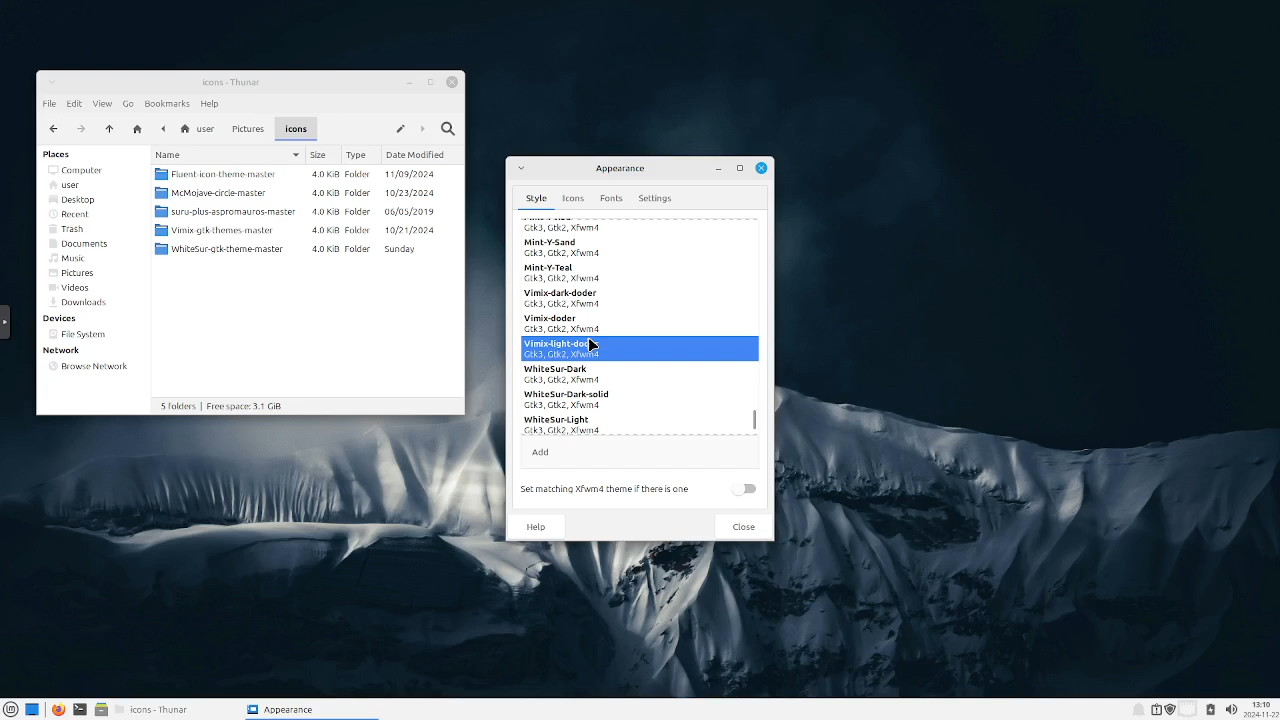 icons - Thunar
File Edit View Go Bookmarks Help
user Pictures icons
Places
Computer
user
Desktop
Recent
Trash
Documents
Music
Pictures
Videos
Downloads
Devices
File System
Network
Browse Network
Name Size Type Date Modified
Fluent-icon-theme-master 4.0 KiB Folder 11/09/2024
McMojave-circle-master 4.0 KiB Folder 10/23/2024
suru-plus-aspromauros-master 4.0 KiB Folder 06/05/2019
Vimix-gtk-themes-master 4.0 KiB Folder 10/21/2024
WhiteSur-gtk-theme-master 4.0 KiB Folder Sunday
5 folders | Free space: 3.1 GiB
Appearance
Style Icons Fonts Settings
Gtk3, Gtk2, Xfwm4
Mint-Y-Sand
Gtk3, Gtk2, Xfwm4
Mint-Y-Teal
Gtk3, Gtk2, Xfwm4
Vimix-dark-doder
Gtk3, Gtk2, Xfwm4
Vimix-doder
Gtk3, Gtk2, Xfwm4
Vimix-light-do
Gtk3, Gtk2, Xfwm4
WhiteSur-Dark
Gtk3, Gtk2, Xfwm4
WhiteSur-Dark-solid
Gtk3, Gtk2, Xfwm4
WhiteSur-Light
Gtk3, Gtk2, Xfwm4
Add
Set matching Xfwm4 theme if there is one
Help Close
icons - Thunar
Appearance
13:10
2024-11-22